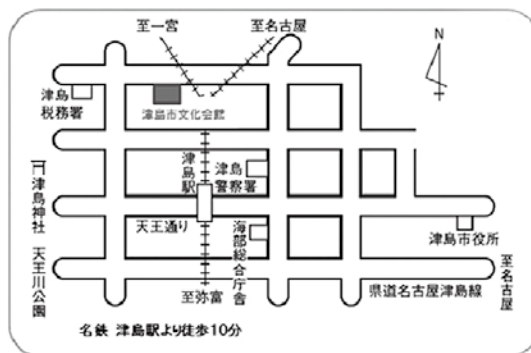 至一宮
至名古屋
N
津島
税務署
津島市文化会館
津島駅
津島
警察署
津島神社 天王川公園
天王通り
海部総合庁舎
津島市役所
至名古屋
至弥富
県道名古屋津島線
名鉄 津島駅より徒歩10分